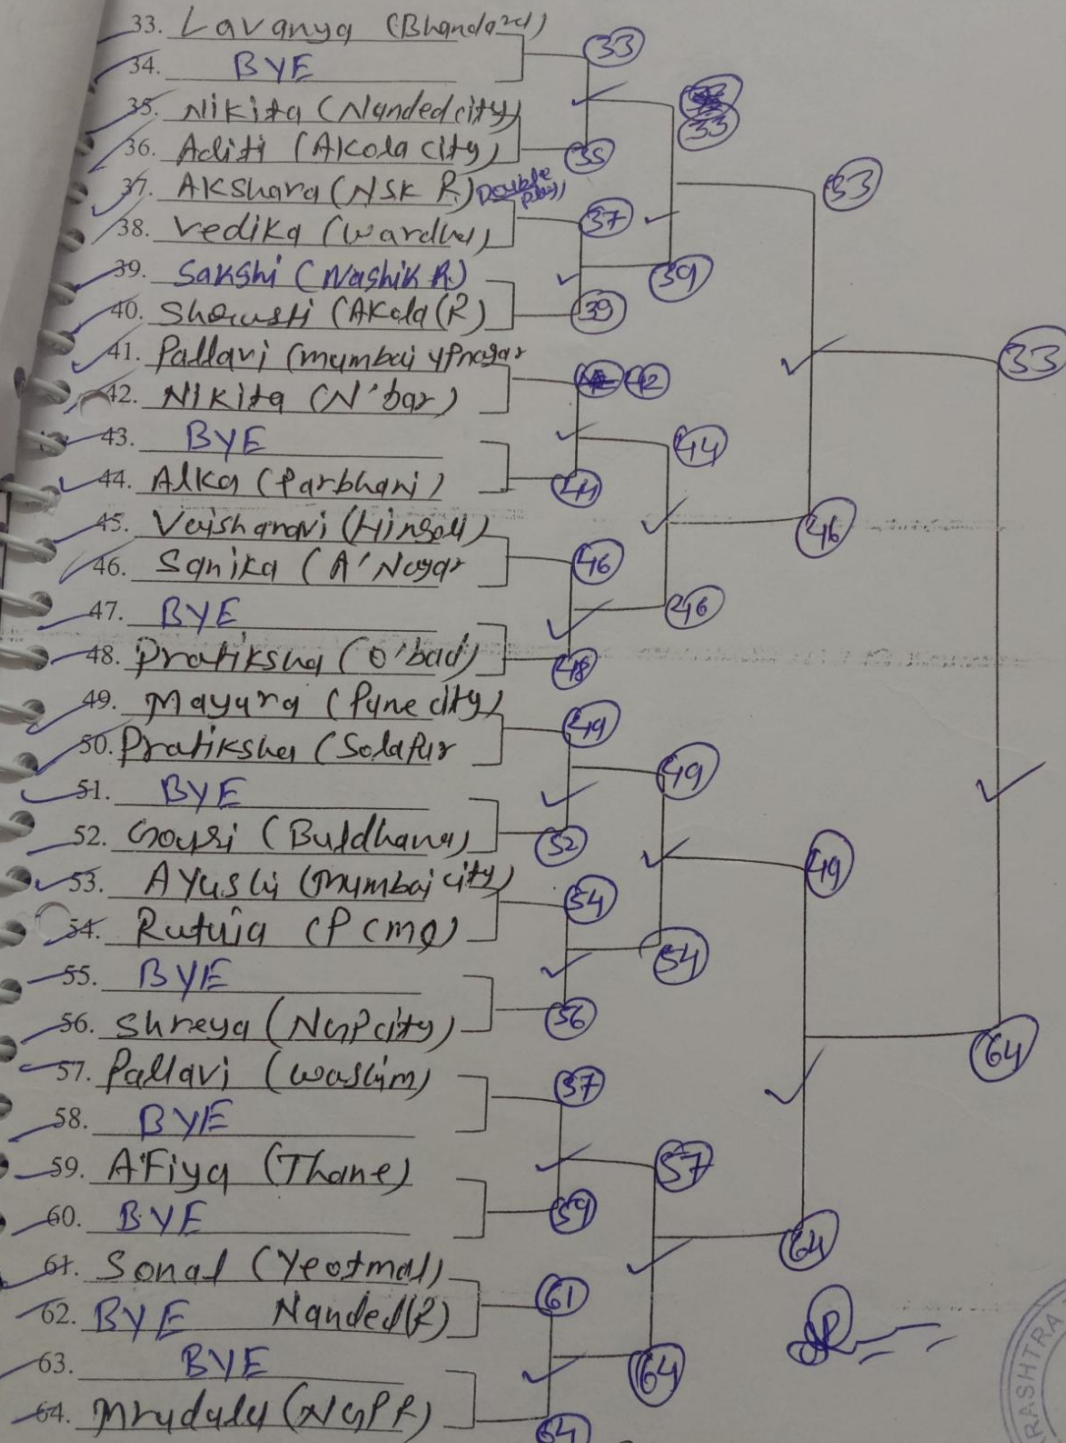 33. Lavanya (Bhandara)
33
34. BYE
35. Nikita (Nanded city)
33
36. Aditi (Akola city)
35
37. Akshara (NSK R) Double Play
33
38. Vedika (Wardha)
37
39. Sakshi (Nashik R)
39
40. Shrusti (Akola (R)
39
41. Pallavi (Mumbai
33
42
42. Nikita (N'bar)
43. BYE
44
44. Alka (Parbhani)
44
45. Vaishanavi (Hingoli)
46
46. Sanika (A'Nagar
46
47. BYE
46
48. Pratiksha (O'bad)
48
49. Mayura (Pune city)
49
50. Pratiksha (Solapur
51. BYE
49
52. Gouri (Buldhana)
52
53. Ayushi (Mumbai city)
49
54
54. Rutuja (PCMC)
54
55. BYE
56. Shreya (NGP city)
56
64
57. Pallavi (Washim)
57
58. BYE
59. Afiya (Thane)
57
60. BYE
59
64
61. Sonal (Yeotmal)
61
62. BYE Nanded (R)
63. BYE
64
64. Mrudula (NGP R)
64
RASHTRA